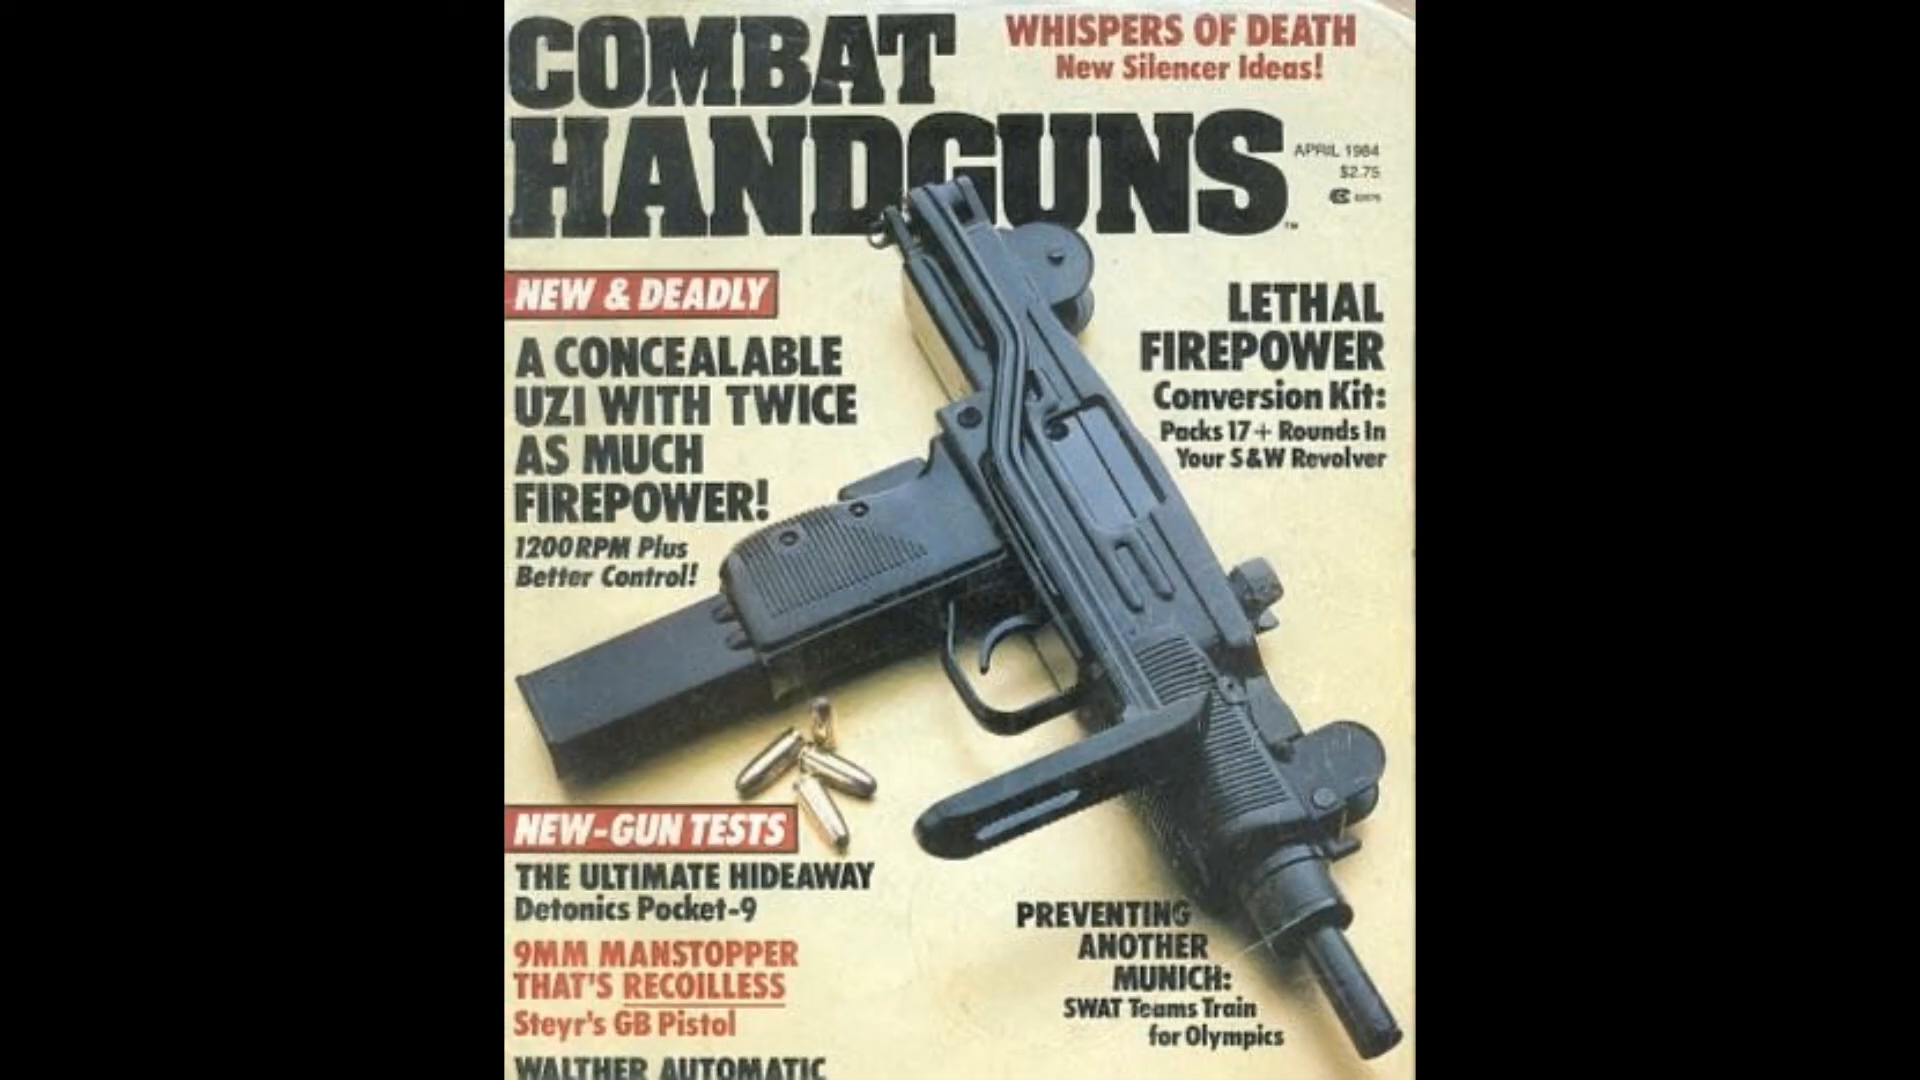 COMBAT
HANDGUNS
™
WHISPERS OF DEATH
New Silencer Ideas!
APRIL 1984
$2.75
NEW & DEADLY
A CONCEALABLE
UZI WITH TWICE
AS MUCH
FIREPOWER!
1200 RPM Plus
Better Control!
LETHAL
FIREPOWER
Conversion Kit:
Packs 17+ Rounds In
Your S&W Revolver
NEW-GUN TESTS
THE ULTIMATE HIDEAWAY
Detonics Pocket-9
9MM MANSTOPPER
THAT'S RECOILLESS
Steyr's GB Pistol
WALTHER AUTOMATIC
PREVENTING
ANOTHER
MUNICH:
SWAT Teams Train
for Olympics